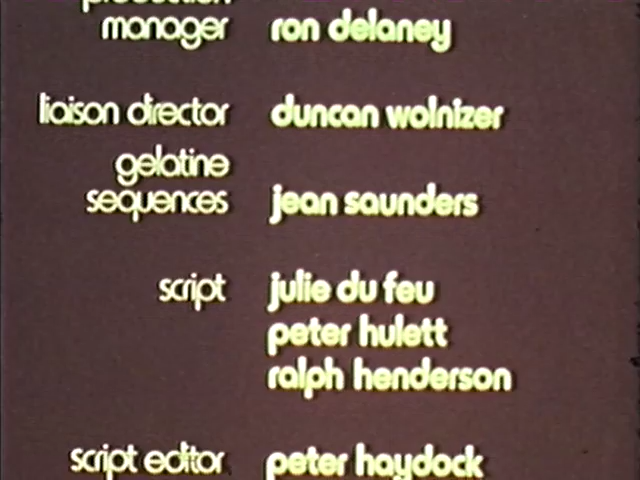 production
manager ron delaney
liaison director duncan wolnizer
gelatine
sequences jean saunders
script julie du feu
peter hulett
ralph henderson
script editor peter haydock